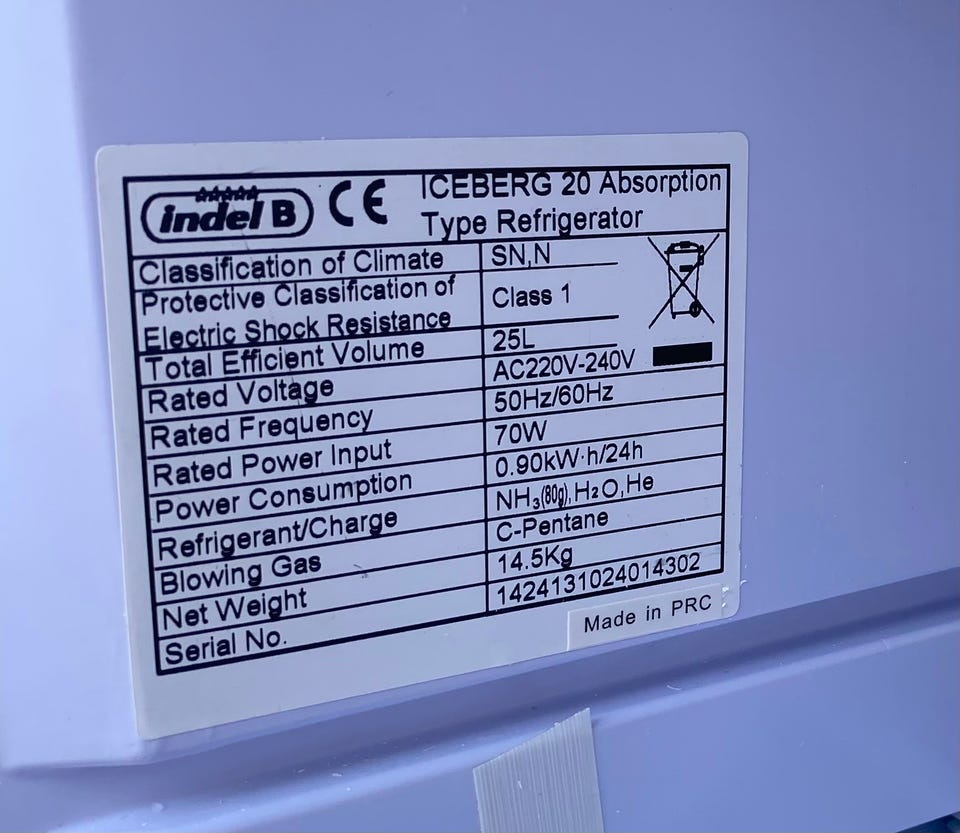 indel B CE ICEBERG 20 Absorption
Type Refrigerator
Classification of Climate SN,N
Protective Classification of
Electric Shock Resistance Class 1
Total Efficient Volume 25L
Rated Voltage AC220V-240V
Rated Frequency 50Hz/60Hz
Rated Power Input 70W
Power Consumption 0.90kW·h/24h
Refrigerant/Charge NH₃(80g),H₂O,He
Blowing Gas C-Pentane
Net Weight 14.5Kg
Serial No. 1424131024014302
Made in PRC